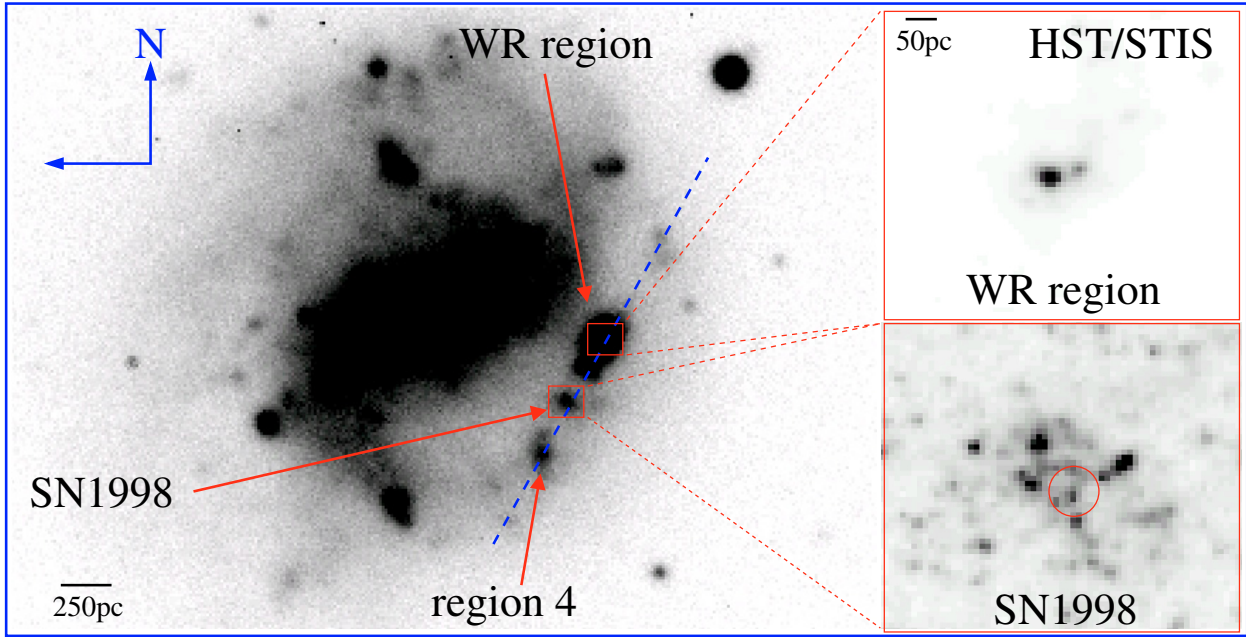 N
WR region
SN1998
region 4
250pc
50pc
HST/STIS
WR region
SN1998